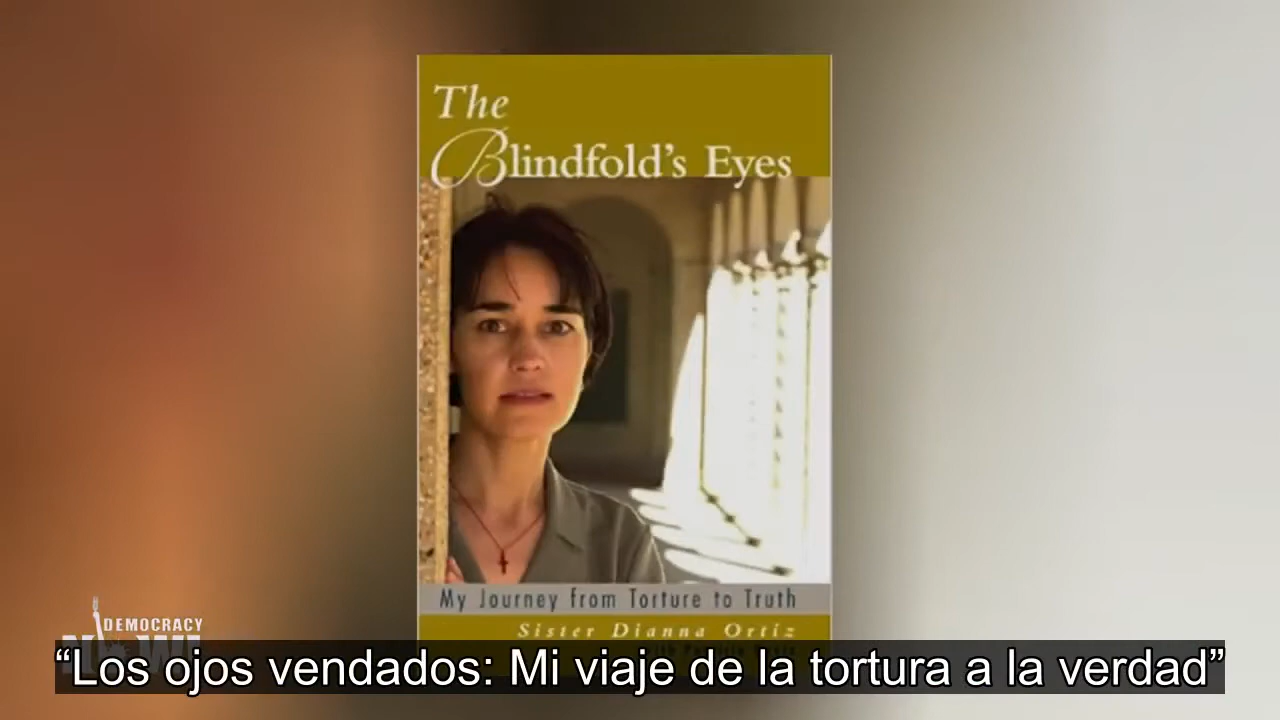 The
Blindfold's Eyes
My Journey from Torture to Truth
Sister Dianna Ortiz
DEMOCRACY
NOW!
“Los ojos vendados: Mi viaje de la tortura a la verdad”